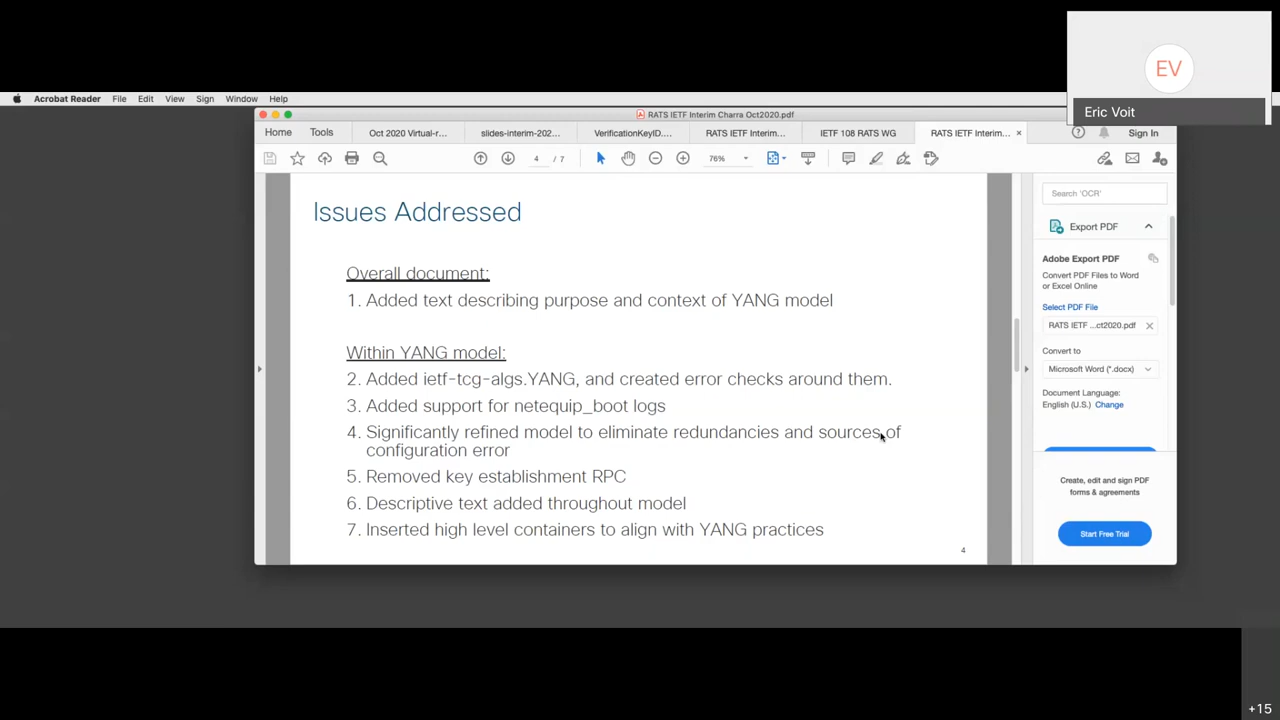 EV
Eric Voit
Acrobat Reader File Edit View Sign Window Help
RATS IETF Interim Charra Oct2020.pdf
Home Tools Oct 2020 Virtual-r... slides-interim-202... VerificationKeyID.... RATS IETF Interim... IETF 108 RATS WG RATS IETF Interim... × Sign In
4 / 7 76%
Issues Addressed
Overall document:
1. Added text describing purpose and context of YANG model
Within YANG model:
2. Added ietf-tcg-algs.YANG, and created error checks around them.
3. Added support for netequip_boot logs
4. Significantly refined model to eliminate redundancies and sources of
configuration error
5. Removed key establishment RPC
6. Descriptive text added throughout model
7. Inserted high level containers to align with YANG practices
4
Search 'OCR'
Export PDF
Adobe Export PDF
Convert PDF Files to Word
or Excel Online
Select PDF File
RATS IETF ...ct2020.pdf ×
Convert to
Microsoft Word (*.docx)
Document Language:
English (U.S.) Change
Create, edit and sign PDF
forms & agreements
Start Free Trial
+15